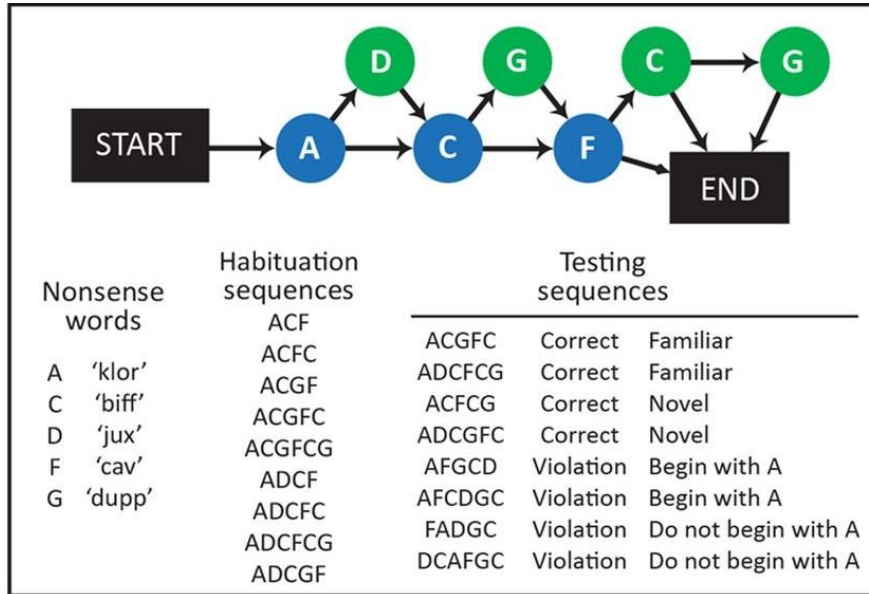 D
G
C
G
START
A
C
F
END
Nonsense
words
A 'klor'
C 'biff'
D 'jux'
F 'cav'
G 'dupp'
Habituation
sequences
ACF
ACFC
ACGF
ACGFC
ACGFCG
ADCF
ADCFC
ADCFCG
ADCGF
Testing
sequences
ACGFC Correct Familiar
ADCFCG Correct Familiar
ACFCG Correct Novel
ADCGFC Correct Novel
AFGCD Violation Begin with A
AFCDGC Violation Begin with A
FADGC Violation Do not begin with A
DCAFGC Violation Do not begin with A